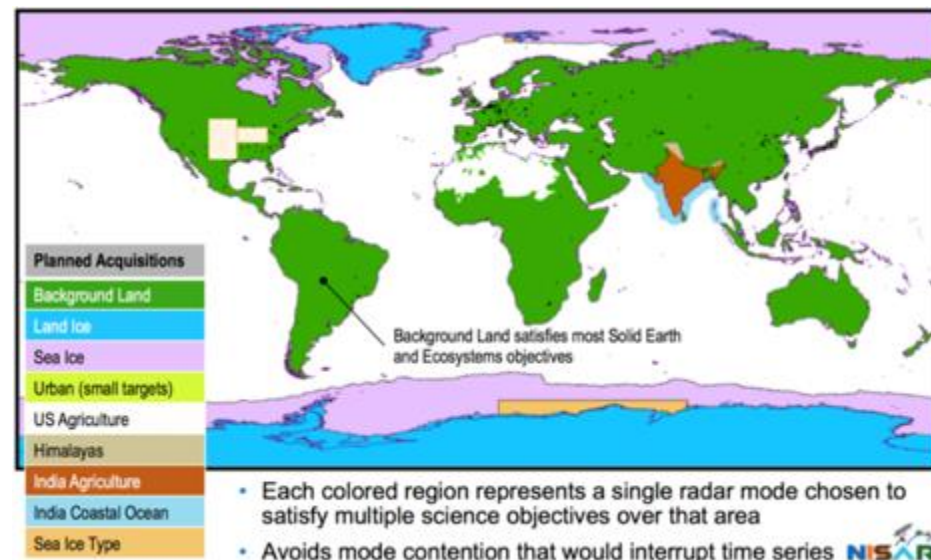 Background Land satisfies most Solid Earth
and Ecosystems objectives
Planned Acquisitions
Background Land
Land Ice
Sea Ice
Urban (small targets)
US Agriculture
Himalayas
India Agriculture
India Coastal Ocean
Sea Ice Type
• Each colored region represents a single radar mode chosen to
satisfy multiple science objectives over that area
• Avoids mode contention that would interrupt time series
NISAR